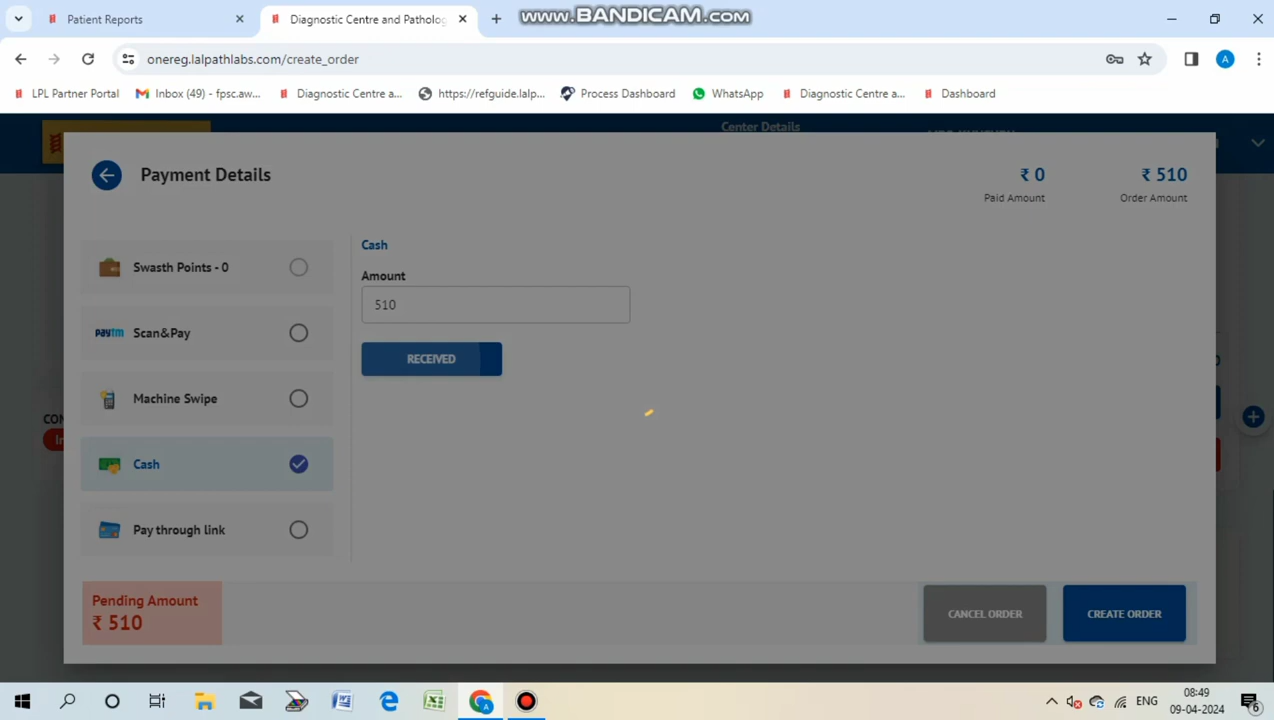 Patient Reports
Diagnostic Centre and Patholog
www.BANDICAM.com
onereg.lalpathlabs.com/create_order
LPL Partner Portal
Inbox (49) - fpsc.aw...
Diagnostic Centre a...
https://refguide.lalp...
Process Dashboard
WhatsApp
Diagnostic Centre a...
Dashboard
Center Details
Payment Details
₹ 0
Paid Amount
₹ 510
Order Amount
Swasth Points - 0
paytm Scan&Pay
Machine Swipe
Cash
Pay through link
Cash
Amount
510
RECEIVED
Pending Amount
₹ 510
CANCEL ORDER
CREATE ORDER
A
ENG
08:49
09-04-2024
6